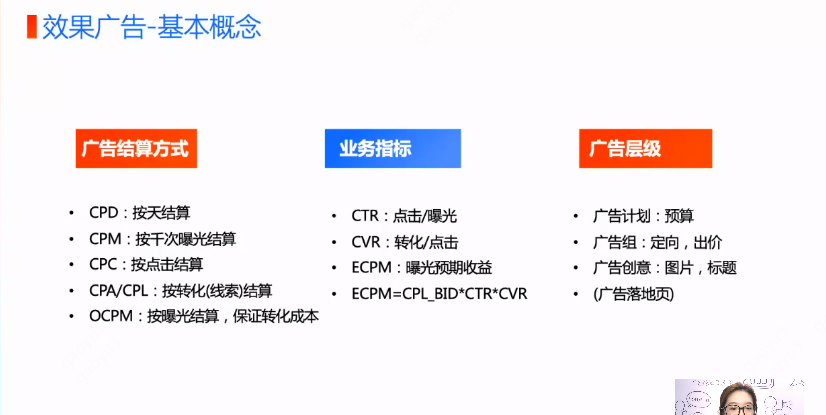 效果广告-基本概念
广告结算方式
• CPD：按天结算
• CPM：按千次曝光结算
• CPC：按点击结算
• CPA/CPL：按转化(线索)结算
• OCPM：按曝光结算，保证转化成本
业务指标
• CTR：点击/曝光
• CVR：转化/点击
• ECPM：曝光预期收益
• ECPM=CPL_BID*CTR*CVR
广告层级
• 广告计划：预算
• 广告组：定向，出价
• 广告创意：图片，标题
• (广告落地页)